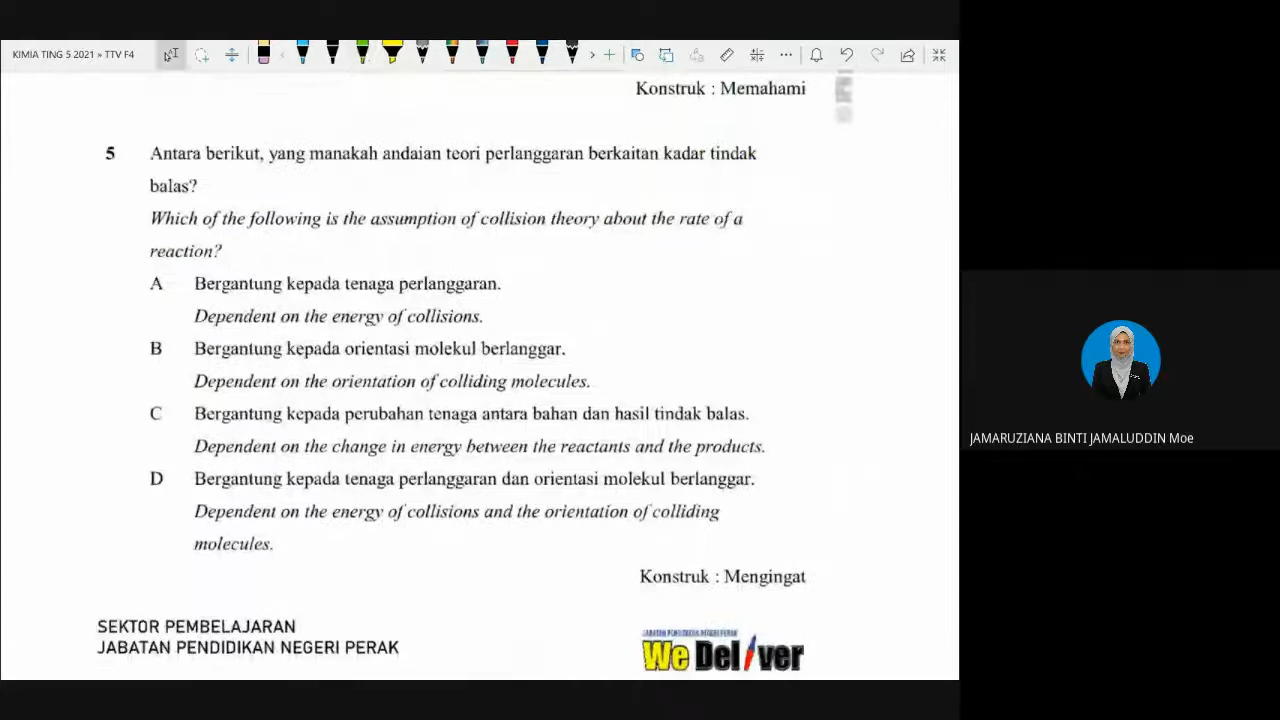 KIMIA TING 5 2021 » TTV F4
Konstruk : Memahami
5 Antara berikut, yang manakah andaian teori perlanggaran berkaitan kadar tindak
balas?
Which of the following is the assumption of collision theory about the rate of a
reaction?
A Bergantung kepada tenaga perlanggaran.
Dependent on the energy of collisions.
B Bergantung kepada orientasi molekul berlanggar.
Dependent on the orientation of colliding molecules.
C Bergantung kepada perubahan tenaga antara bahan dan hasil tindak balas.
Dependent on the change in energy between the reactants and the products.
D Bergantung kepada tenaga perlanggaran dan orientasi molekul berlanggar.
Dependent on the energy of collisions and the orientation of colliding
molecules.
Konstruk : Mengingat
SEKTOR PEMBELAJARAN
JABATAN PENDIDIKAN NEGERI PERAK
JABATAN PENDIDIKAN NEGERI PERAK
We Deliver
JAMARUZIANA BINTI JAMALUDDIN Moe